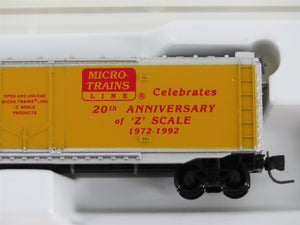 OPEN AND UNLOAD
MICRO-TRAINS LINE
'Z' SCALE
PRODUCTS
MICRO-
TRAINS
LINE ®
Celebrates
20th ANNIVERSARY
of 'Z' SCALE
1972-1992